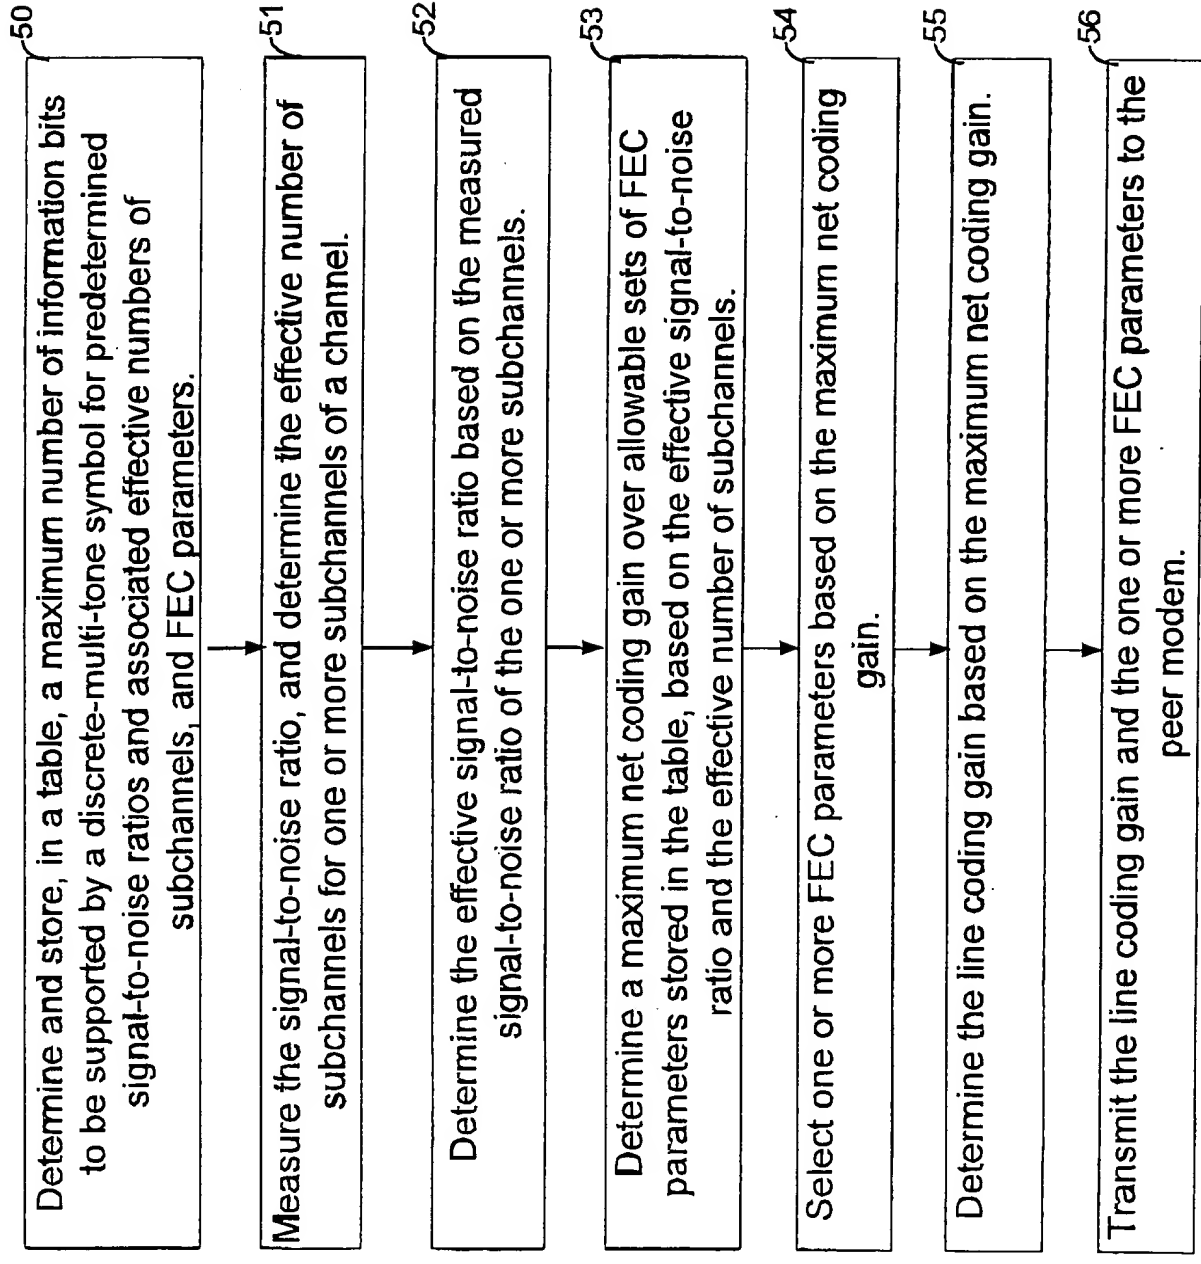 50
Determine and store, in a table, a maximum number of information bits
to be supported by a discrete-multi-tone symbol for predetermined
signal-to-noise ratios and associated effective numbers of
subchannels, and FEC parameters.
51
Measure the signal-to-noise ratio, and determine the effective number of
subchannels for one or more subchannels of a channel.
52
Determine the effective signal-to-noise ratio based on the measured
signal-to-noise ratio of the one or more subchannels.
53
Determine a maximum net coding gain over allowable sets of FEC
parameters stored in the table, based on the effective signal-to-noise
ratio and the effective number of subchannels.
54
Select one or more FEC parameters based on the maximum net coding
gain.
55
Determine the line coding gain based on the maximum net coding gain.
56
Transmit the line coding gain and the one or more FEC parameters to the
peer modem.